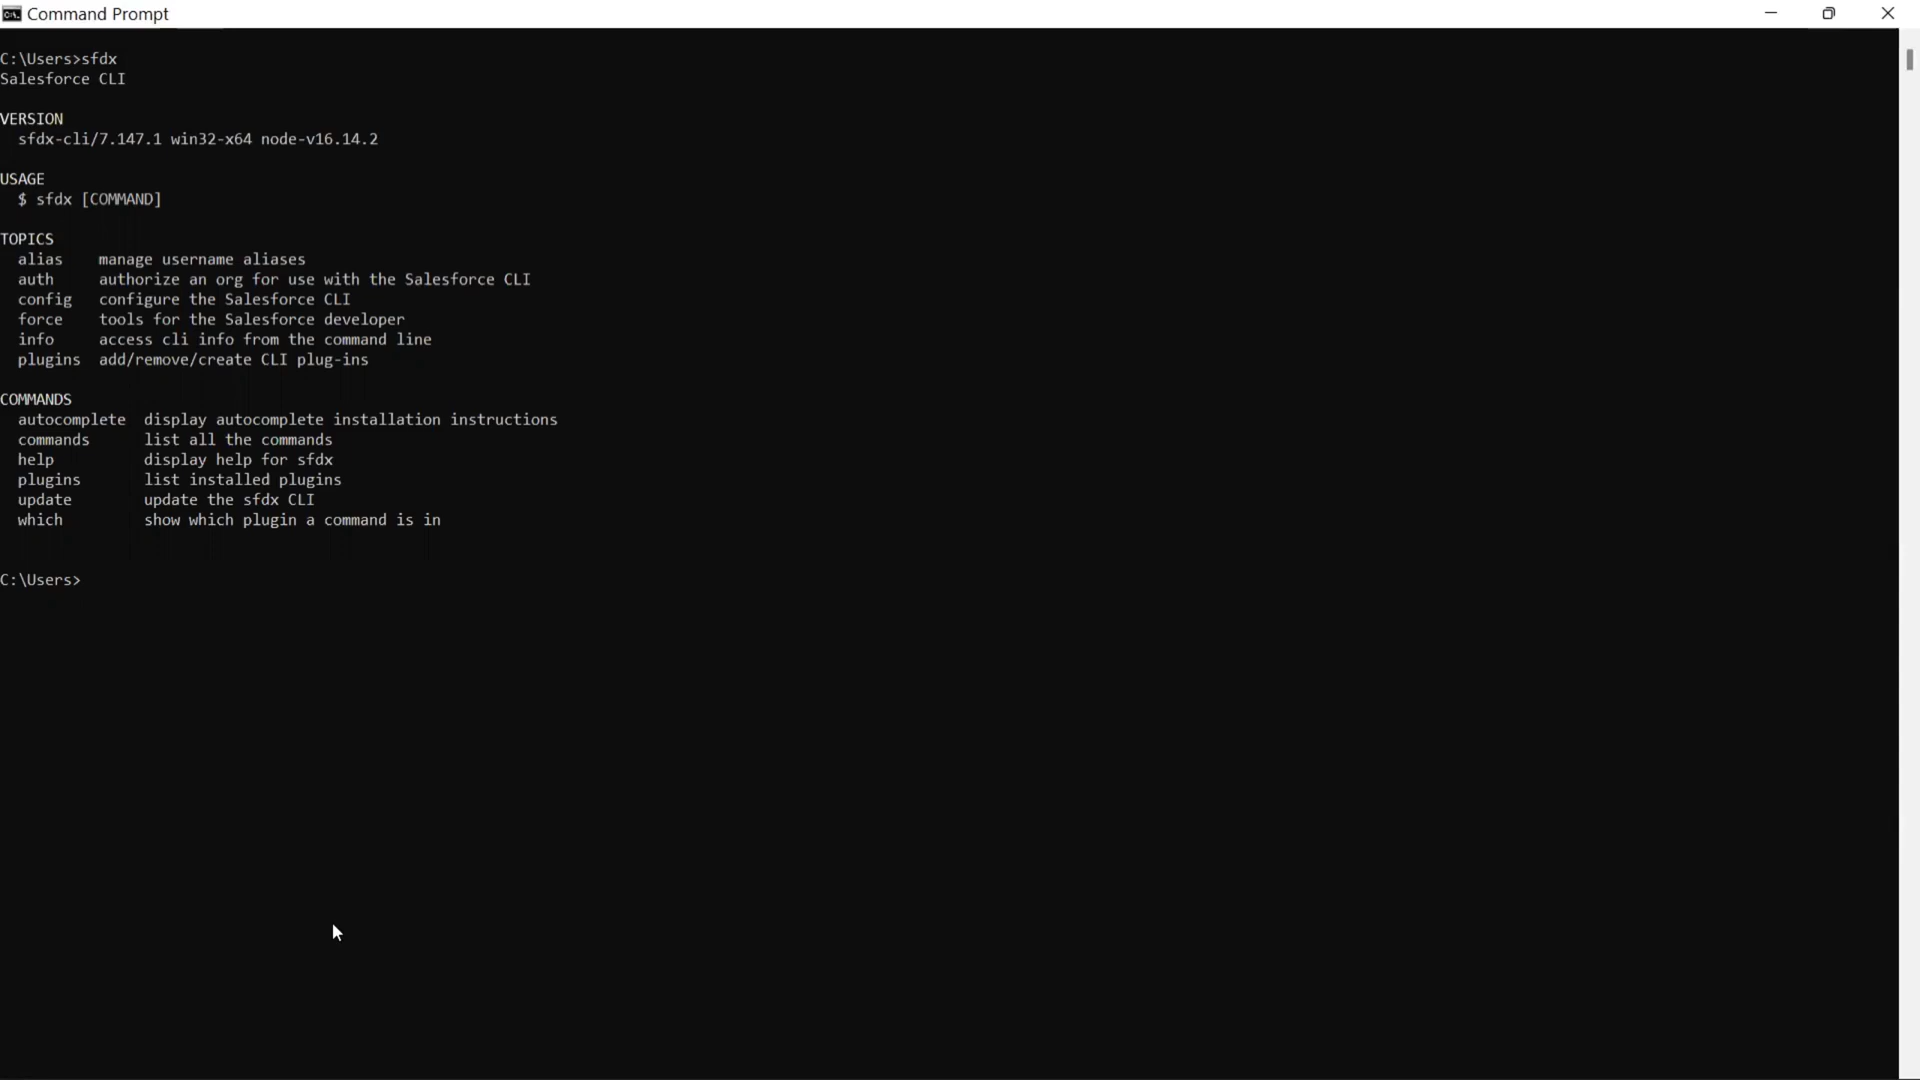 Command Prompt
C:\Users>sfdx
Salesforce CLI
VERSION
sfdx-cli/7.147.1 win32-x64 node-v16.14.2
USAGE
$ sfdx [COMMAND]
TOPICS
alias manage username aliases
auth authorize an org for use with the Salesforce CLI
config configure the Salesforce CLI
force tools for the Salesforce developer
info access cli info from the command line
plugins add/remove/create CLI plug-ins
COMMANDS
autocomplete display autocomplete installation instructions
commands list all the commands
help display help for sfdx
plugins list installed plugins
update update the sfdx CLI
which show which plugin a command is in
C:\Users>